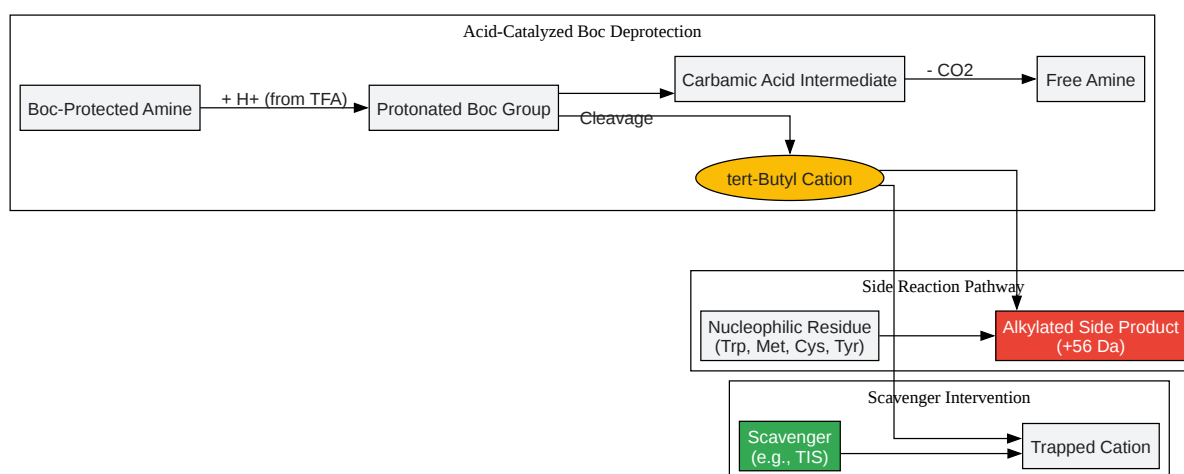 Acid-Catalyzed Boc Deprotection
Boc-Protected Amine
+ H+ (from TFA)
Protonated Boc Group
Cleavage
Carbamic Acid Intermediate
- CO2
Free Amine
tert-Butyl Cation
Side Reaction Pathway
Nucleophilic Residue
(Trp, Met, Cys, Tyr)
Alkylated Side Product
(+56 Da)
Scavenger Intervention
Scavenger
(e.g., TIS)
Trapped Cation